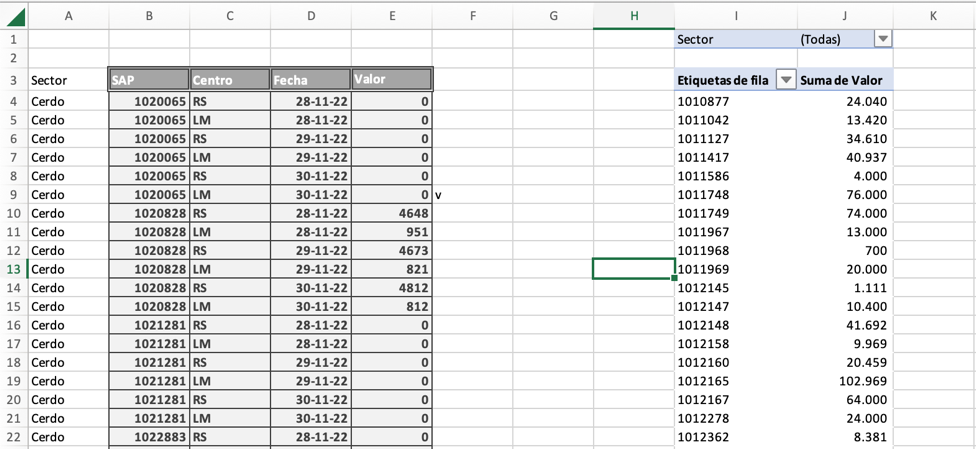 A B C D E F G H I J K
1 Sector (Todas)
2
3 Sector SAP Centro Fecha Valor Etiquetas de fila Suma de Valor
4 Cerdo 1020065 RS 28-11-22 0 1010877 24.040
5 Cerdo 1020065 LM 28-11-22 0 1011042 13.420
6 Cerdo 1020065 RS 29-11-22 0 1011127 34.610
7 Cerdo 1020065 LM 29-11-22 0 1011417 40.937
8 Cerdo 1020065 RS 30-11-22 0 1011586 4.000
9 Cerdo 1020065 LM 30-11-22 0 v 1011748 76.000
10 Cerdo 1020828 RS 28-11-22 4648 1011749 74.000
11 Cerdo 1020828 LM 28-11-22 951 1011967 13.000
12 Cerdo 1020828 RS 29-11-22 4673 1011968 700
13 Cerdo 1020828 LM 29-11-22 821 1011969 20.000
14 Cerdo 1020828 RS 30-11-22 4812 1012145 1.111
15 Cerdo 1020828 LM 30-11-22 812 1012147 10.400
16 Cerdo 1021281 RS 28-11-22 0 1012148 41.692
17 Cerdo 1021281 LM 28-11-22 0 1012158 9.969
18 Cerdo 1021281 RS 29-11-22 0 1012160 20.459
19 Cerdo 1021281 LM 29-11-22 0 1012165 102.969
20 Cerdo 1021281 RS 30-11-22 0 1012167 64.000
21 Cerdo 1021281 LM 30-11-22 0 1012278 24.000
22 Cerdo 1022883 RS 28-11-22 0 1012362 8.381